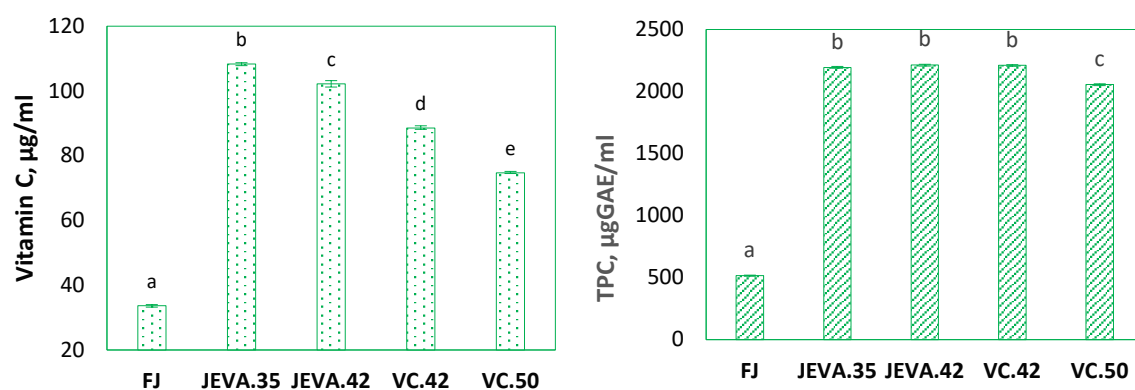 Vitamin C, µg/ml
120
100
80
60
40
20
a
b
c
d
e
FJ JEVA.35 JEVA.42 VC.42 VC.50
TPC, µgGAE/ml
2500
2000
1500
1000
500
0
a
b
b
b
c
FJ JEVA.35 JEVA.42 VC.42 VC.50